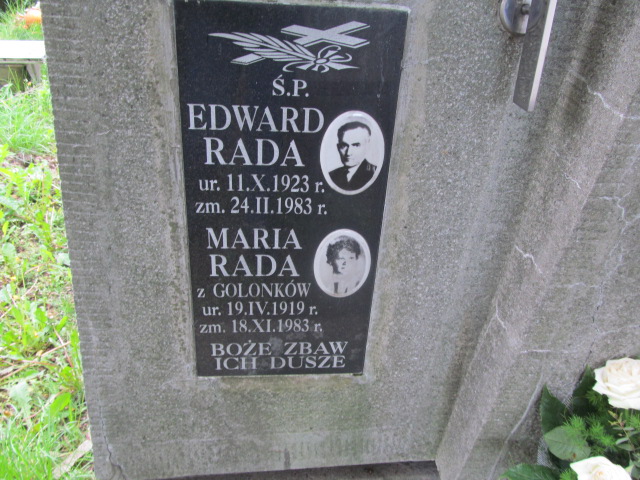 Ś.P.
EDWARD
RADA
ur. 11.X.1923 r.
zm. 24.II.1983 r.
MARIA
RADA
z GOLONKÓW
ur. 19.IV.1919 r.
zm. 18.XI.1983 r.
BOŻE ZBAW
ICH DUSZE